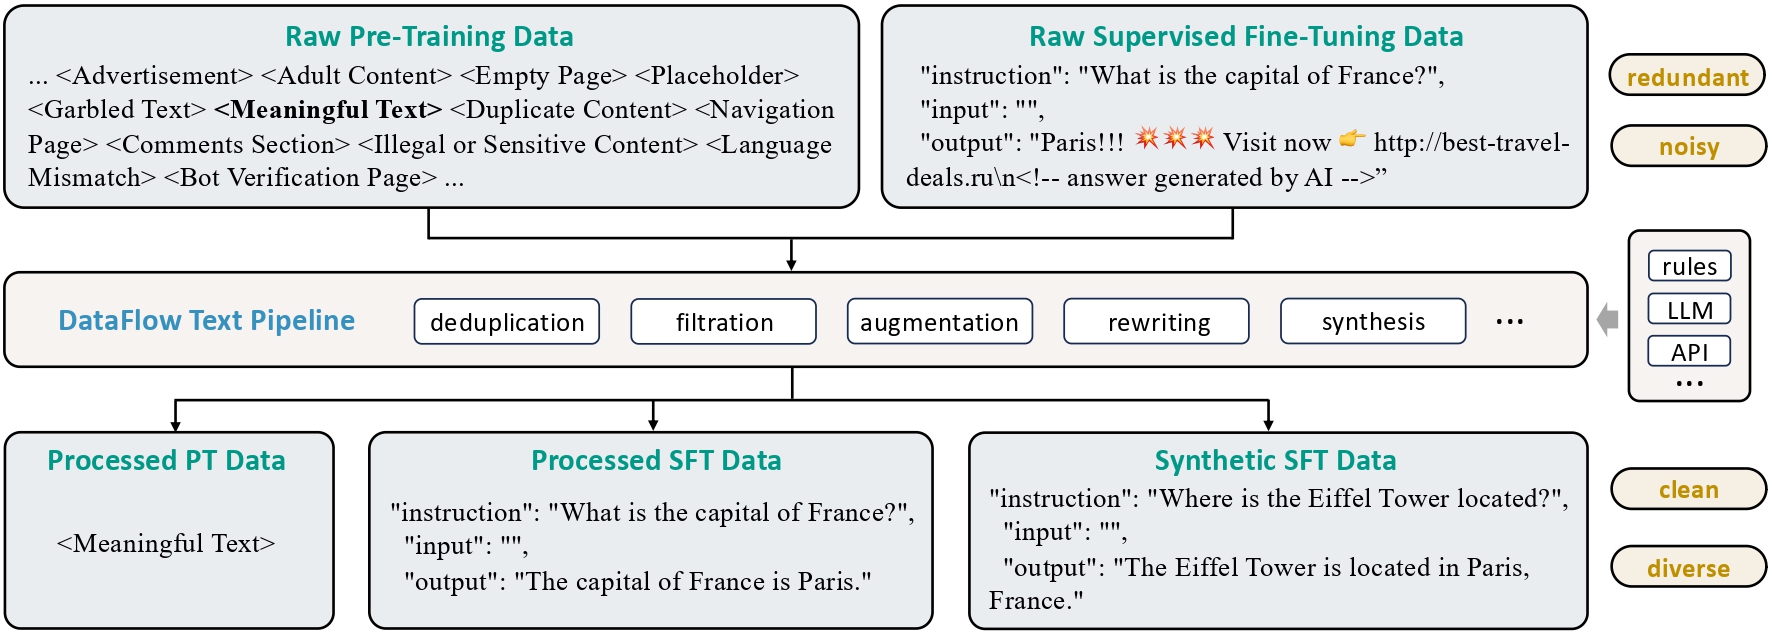 Raw Pre-Training Data
... <Advertisement> <Adult Content> <Empty Page> <Placeholder>
<Garbled Text> <Meaningful Text> <Duplicate Content> <Navigation
Page> <Comments Section> <Illegal or Sensitive Content> <Language
Mismatch> <Bot Verification Page> ...
Raw Supervised Fine-Tuning Data
"instruction": "What is the capital of France?",
"input": "",
"output": "Paris!!! 💥💥💥 Visit now 👉 http://best-travel-
deals.ru\n<!-- answer generated by AI -->”
redundant
noisy
DataFlow Text Pipeline
deduplication
filtration
augmentation
rewriting
synthesis
...
rules
LLM
API
...
Processed PT Data
<Meaningful Text>
Processed SFT Data
"instruction": "What is the capital of France?",
"input": "",
"output": "The capital of France is Paris."
Synthetic SFT Data
"instruction": "Where is the Eiffel Tower located?",
"input": "",
"output": "The Eiffel Tower is located in Paris,
France."
clean
diverse